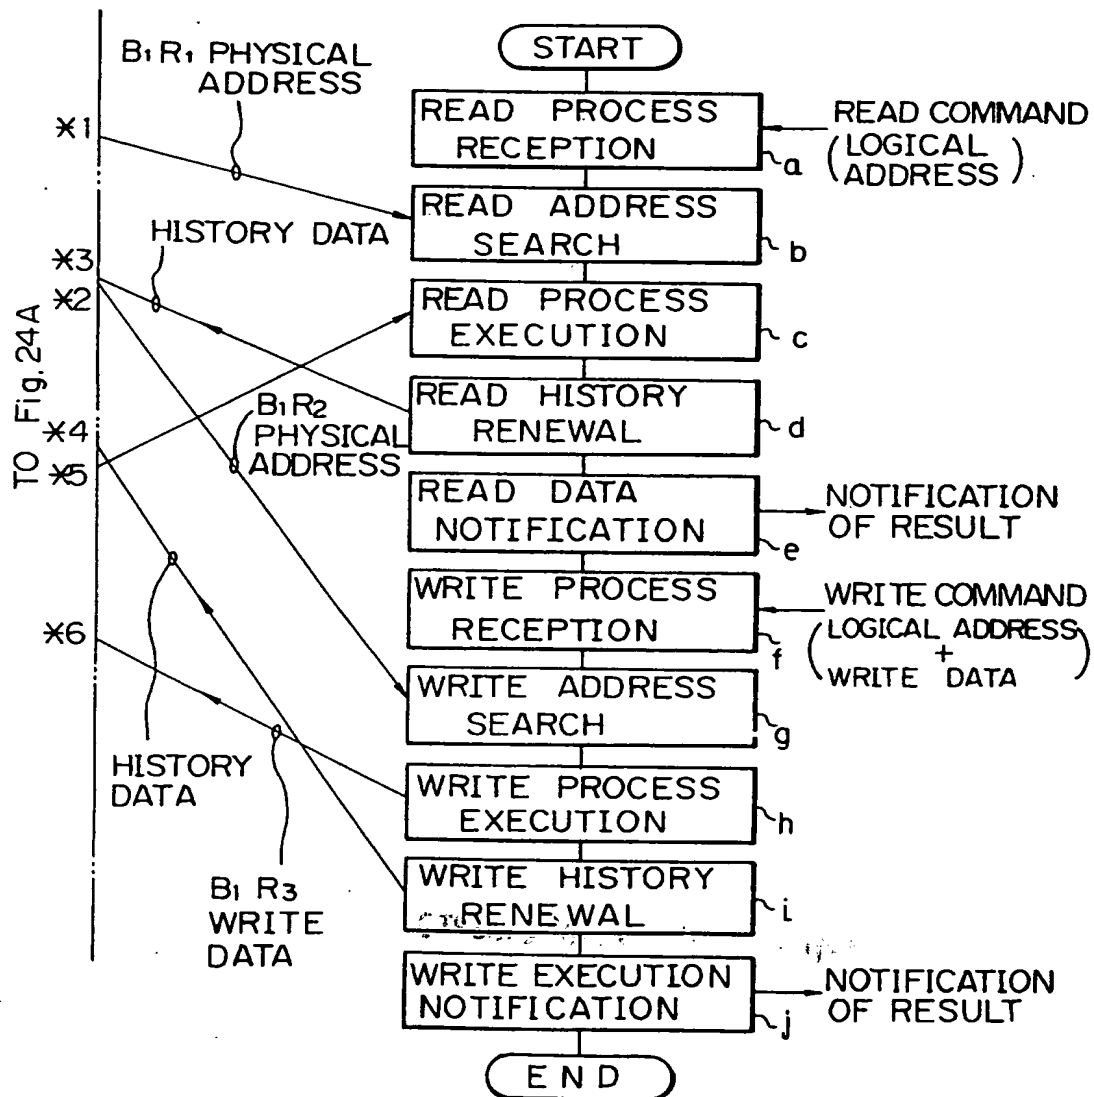 START
B1 R1 PHYSICAL
ADDRESS
READ PROCESS
RECEPTION
a
READ COMMAND
(LOGICAL
ADDRESS)
*1
READ ADDRESS
SEARCH
b
HISTORY DATA
*3
*2
READ PROCESS
EXECUTION
c
TO Fig. 24A
READ HISTORY
RENEWAL
d
B1R2
PHYSICAL
ADDRESS
*4
*5
READ DATA
NOTIFICATION
e
NOTIFICATION
OF RESULT
WRITE PROCESS
RECEPTION
f
WRITE COMMAND
(LOGICAL ADDRESS
+
WRITE DATA)
*6
WRITE ADDRESS
SEARCH
g
HISTORY
DATA
WRITE PROCESS
EXECUTION
h
B1 R3
WRITE
DATA
WRITE HISTORY
RENEWAL
i
WRITE EXECUTION
NOTIFICATION
j
NOTIFICATION
OF RESULT
END